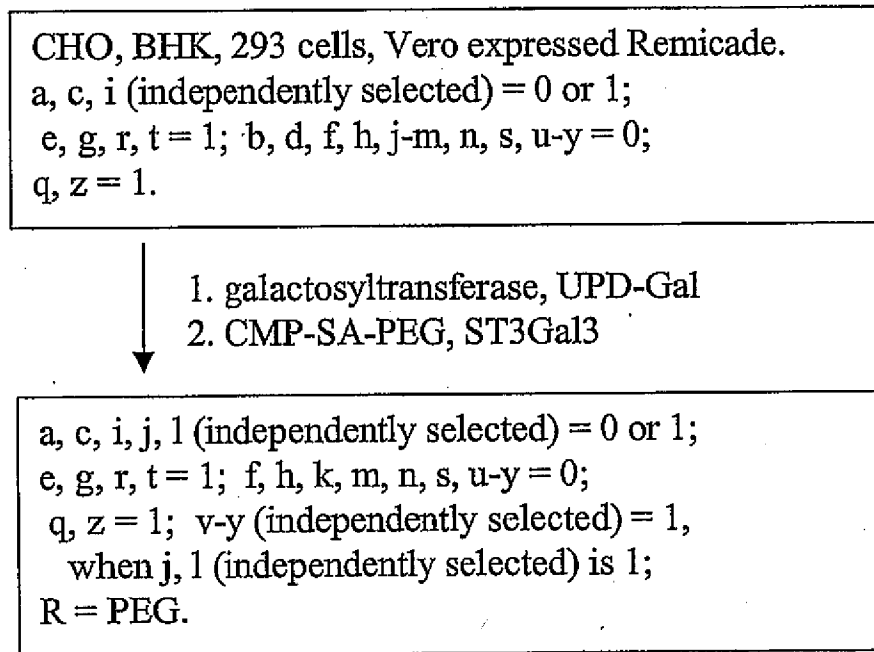 CHO, BHK, 293 cells, Vero expressed Remicade.
a, c, i (independently selected) = 0 or 1;
e, g, r, t = 1; b, d, f, h, j-m, n, s, u-y = 0;
q, z = 1.
1. galactosyltransferase, UPD-Gal
2. CMP-SA-PEG, ST3Gal3
a, c, i, j, l (independently selected) = 0 or 1;
e, g, r, t = 1; f, h, k, m, n, s, u-y = 0;
q, z = 1; v-y (independently selected) = 1,
when j, l (independently selected) is 1;
R = PEG.